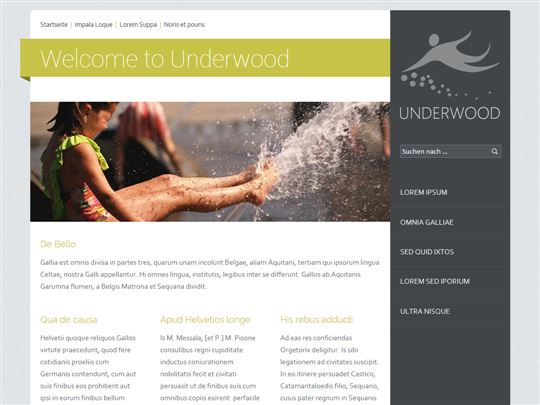 Startseite | Impala Loque | Lorem Suppa | Noris et pouris
Welcome to Underwood
UNDERWOOD
Suchen nach ...
LOREM IPSUM
OMNIA GALLIAE
SED QUID IXTOS
LOREM SED IPORIUM
ULTRA NISQUE
De Bello
Gallia est omnis divisa in partes tres, quarum unam incolunt Belgae, aliam Aquitani, tertiam qui ipsorum lingua
Celtae, nostra Galli appellantur. Hi omnes lingua, institutis, legibus inter se differunt. Gallos ab Aquitanis
Garumna flumen, a Belgis Matrona et Sequana dividit.
Qua de causa
Helvetii quoque reliquos Gallos
virtute praecedunt, quod fere
cotidianis proeliis cum
Germanis contendunt, cum aut
suis finibus eos prohibent aut
ipsi in eorum finibus bellum
Apud Helvetios longe
Is M. Messala, [et P.] M. Pisone
consulibus regni cupiditate
inductus coniurationem
nobilitatis fecit et civitati
persuasit ut de finibus suis cum
omnibus copiis exirent: perfacile
His rebus adducti
Ad eas res conficiendas
Orgetorix deligitur. Is sibi
legationem ad civitates suscipit.
In eo itinere persuadet Castico,
Catamantaloedis filio, Sequano,
cuius pater regnum in Sequanis